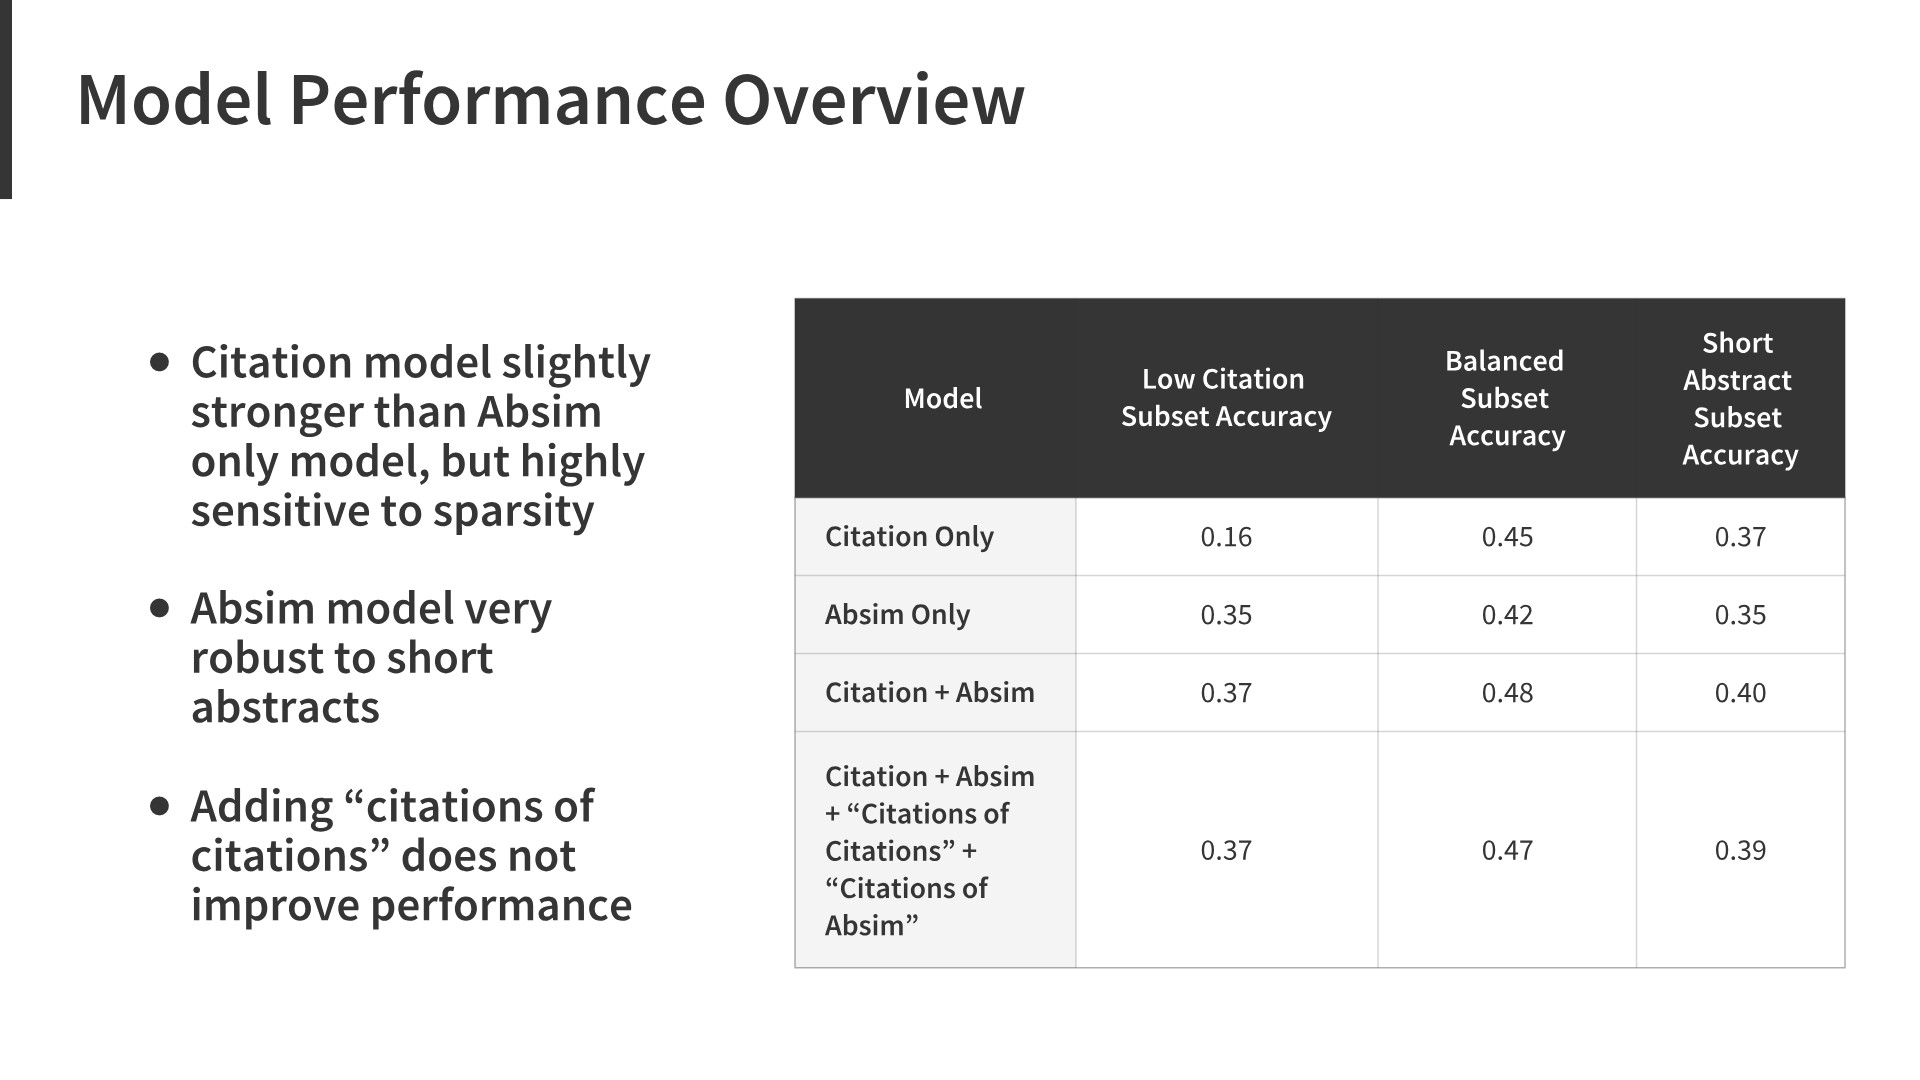 Model Performance Overview
• Citation model slightly
stronger than Absim
only model, but highly
sensitive to sparsity
• Absim model very
robust to short
abstracts
• Adding “citations of
citations” does not
improve performance
Model
Low Citation
Subset Accuracy
Balanced
Subset
Accuracy
Short
Abstract
Subset
Accuracy
Citation Only 0.16 0.45 0.37
Absim Only 0.35 0.42 0.35
Citation + Absim 0.37 0.48 0.40
Citation + Absim
+ “Citations of
Citations” +
“Citations of
Absim”
0.37 0.47 0.39